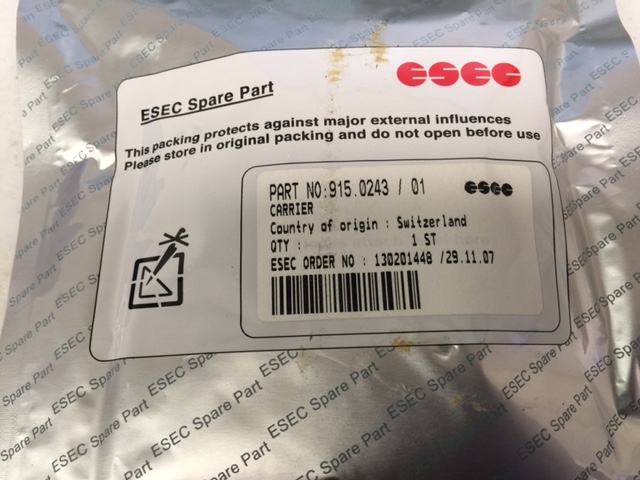 esec
ESEC Spare Part
This packing protects against major external influences
Please store in original packing and do not open before use
PART NO:915.0243 / 01 esec
CARRIER
Country of origin : Switzerland
QTY : 1 ST
ESEC ORDER NO : 130201448 /29.11.07
ESEC Spare Part ESEC Spare Part ESEC Spare Part